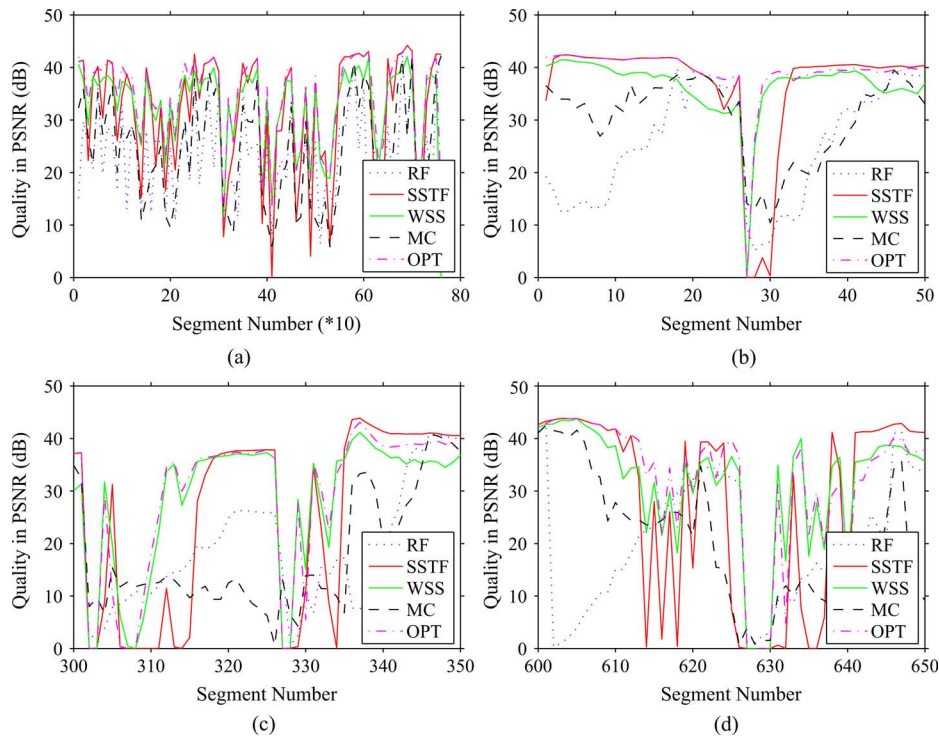 50
40
30
20
10
0
Quality in PSNR (dB)
RF
SSTF
WSS
MC
OPT
0 20 40 60 80
Segment Number (*10)
(a)
50
40
30
20
10
0
Quality in PSNR (dB)
RF
SSTF
WSS
MC
OPT
0 10 20 30 40 50
Segment Number
(b)
50
40
30
20
10
0
Quality in PSNR (dB)
RF
SSTF
WSS
MC
OPT
300 310 320 330 340 350
Segment Number
(c)
50
40
30
20
10
0
Quality in PSNR (dB)
RF
SSTF
WSS
MC
OPT
600 610 620 630 640 650
Segment Number
(d)